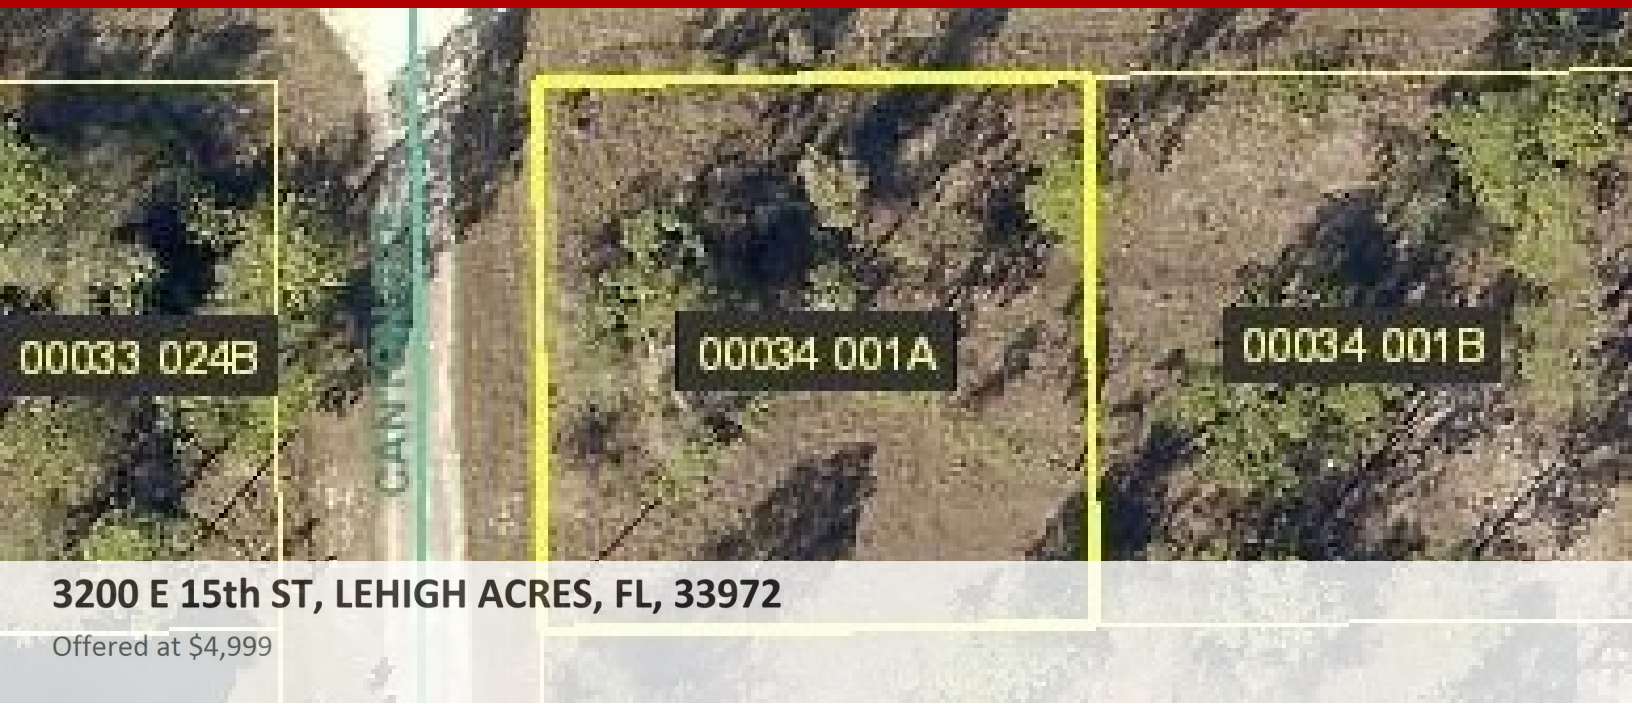 00033 024B
00034 001A
00034 001B
3200 E 15th ST, LEHIGH ACRES, FL, 33972
Offered at $4,999